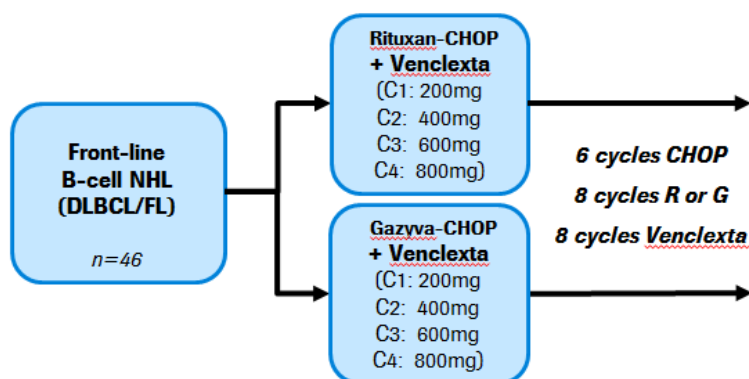 Front-line
B-cell NHL
(DLBCL/FL)
n=46
Rituxan-CHOP
+ Venclexta
(C1: 200mg
C2: 400mg
C3: 600mg
C4: 800mg)
Gazyva-CHOP
+ Venclexta
(C1: 200mg
C2: 400mg
C3: 600mg
C4: 800mg)
6 cycles CHOP
8 cycles R or G
8 cycles Venclexta